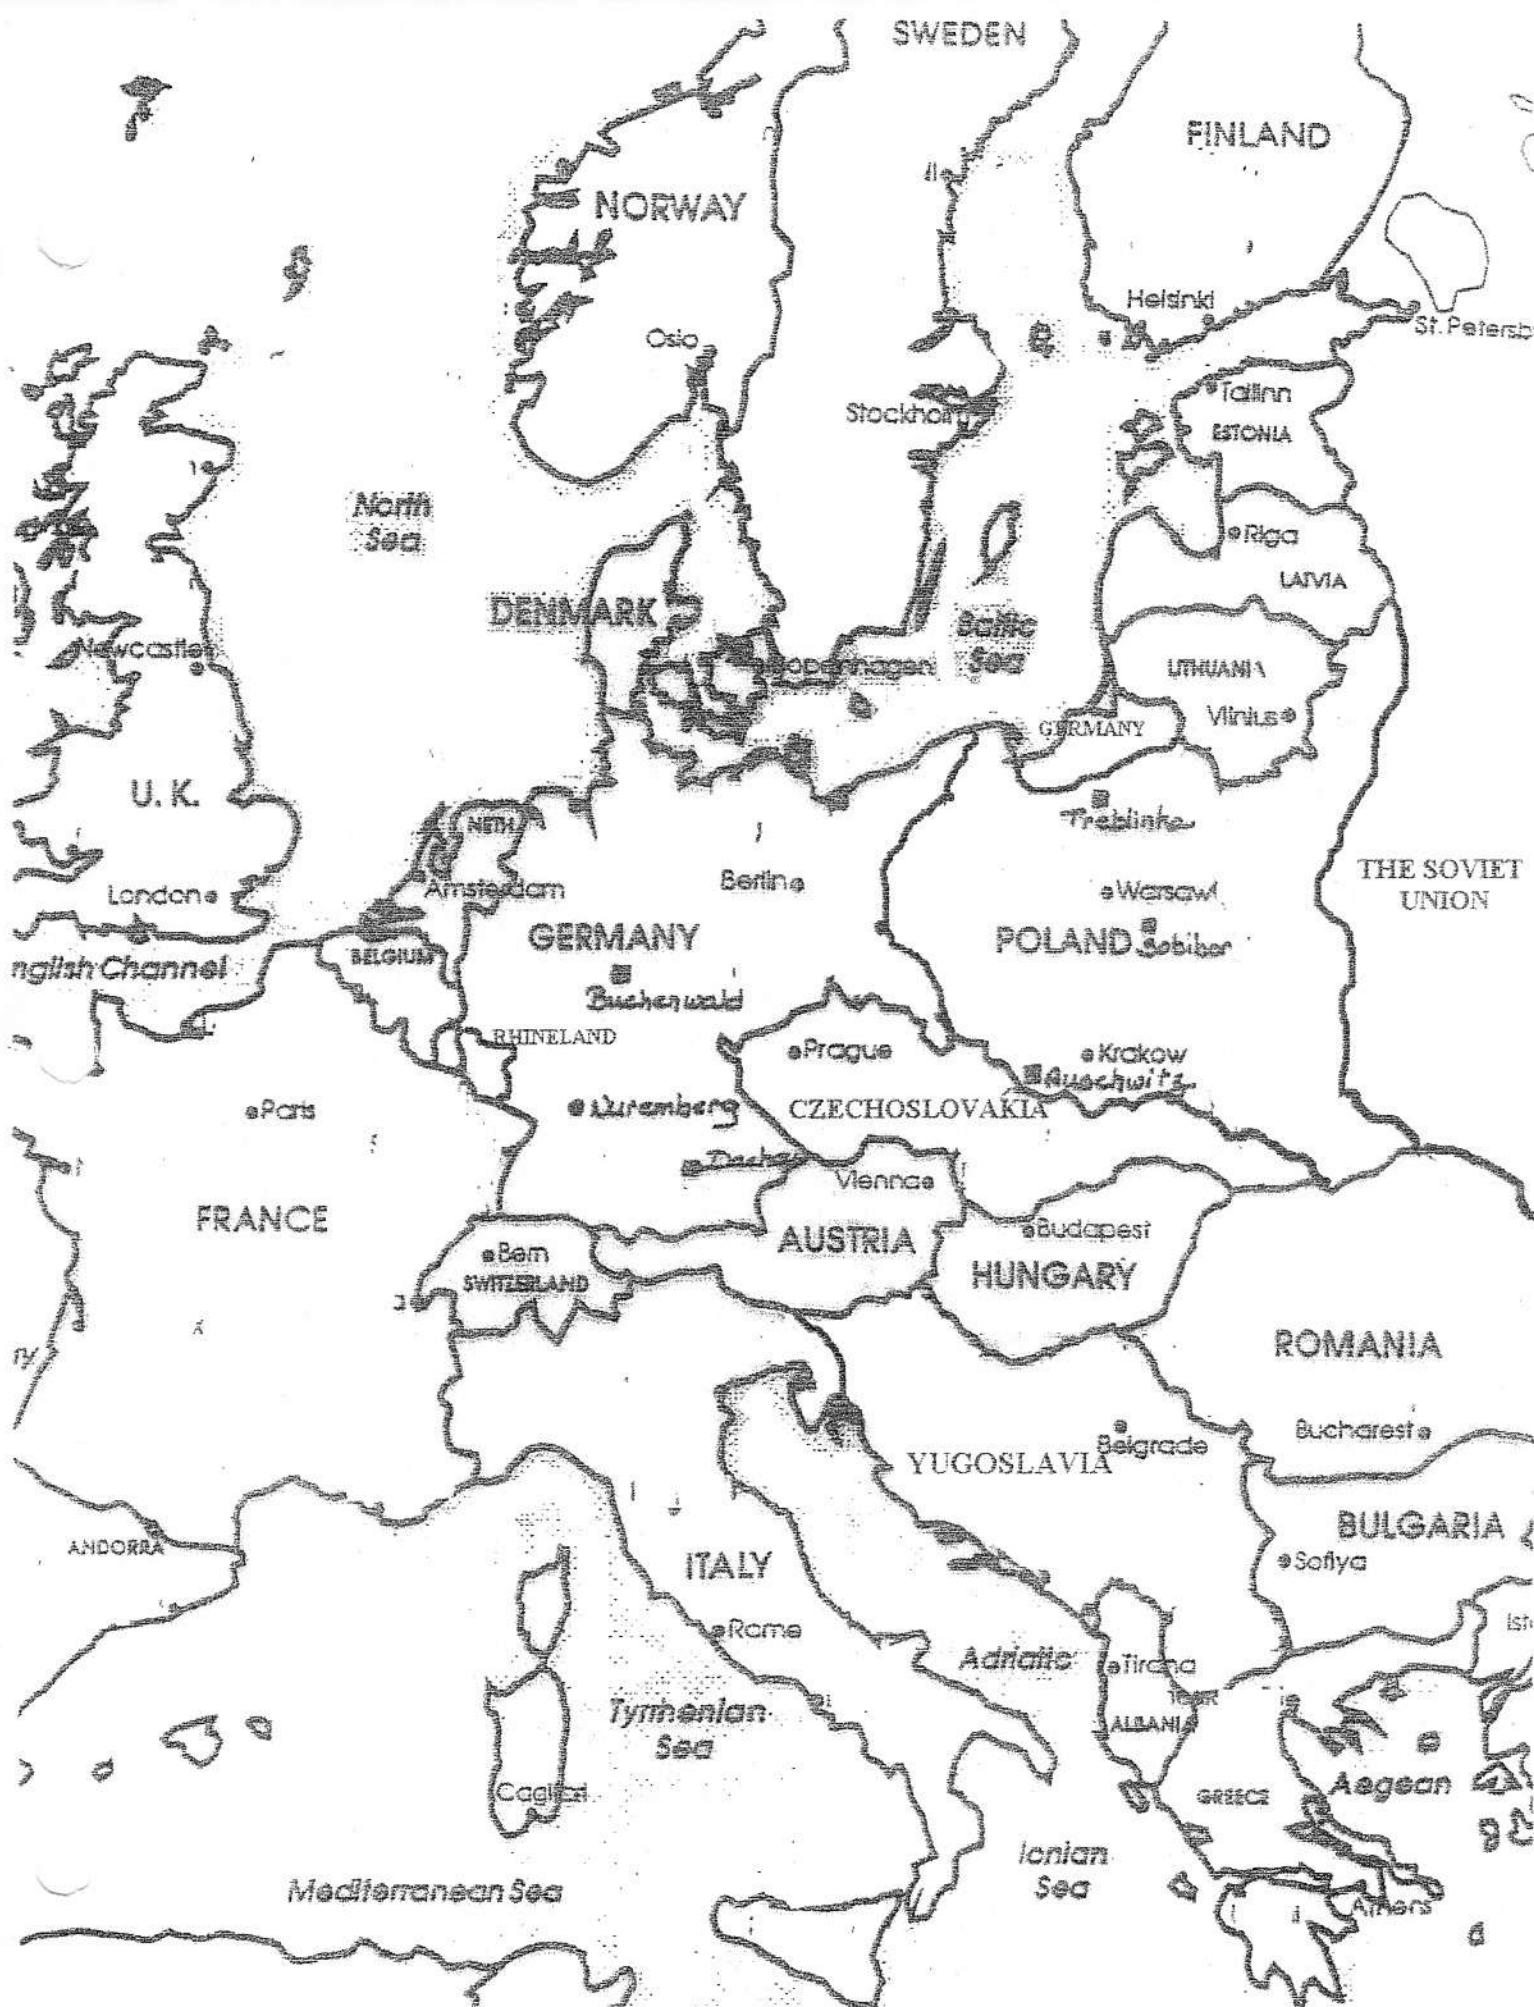 SWEDEN
FINLAND
NORWAY
Helsinki
Oslo
St. Petersb
Tallinn
Stockholm
ESTONIA
North
Sea
Riga
LATVIA
DENMARK
Baltic
Sea
Newcastle
Copenhagen
LITHUANIA
Vilnius
GERMANY
U. K.
NETH.
Treblinka
THE SOVIET
UNION
Amsterdam
Berlin
Warsaw
London
GERMANY
POLAND
Sobibor
BELGIUM
nglish Channel
Buchenwald
RHINELAND
Prague
Krakow
Auschwitz
Paris
Nuremberg
CZECHOSLOVAKIA
Dachau
Vienna
FRANCE
AUSTRIA
Budapest
Bern
SWITZERLAND
HUNGARY
ROMANIA
ry
Bucharest
Belgrade
YUGOSLAVIA
BULGARIA
ANDORRA
ITALY
Sofiya
Rome
Ist
Adriatic
Tirana
Tyrrhenian
Sea
ALBANIA
Cagliari
GREECE
Aegean
Ionian
Sea
Mediterranean Sea
Athens